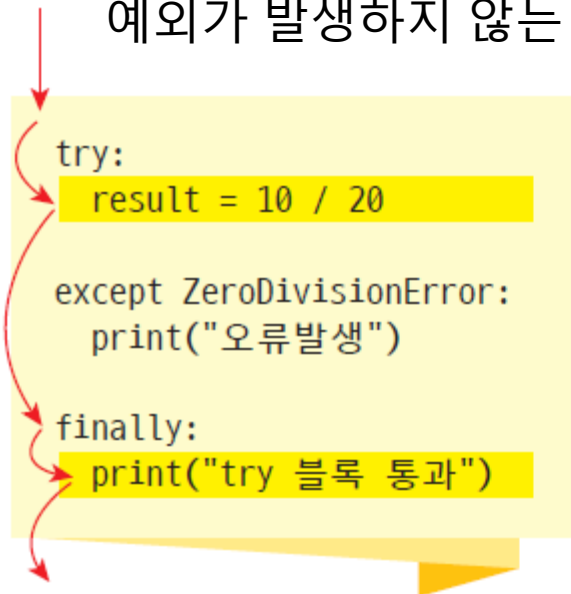 예외가 발생하지 않는
try:
result = 10 / 20
except ZeroDivisionError:
print("오류발생")
finally:
print("try 블록 통과")